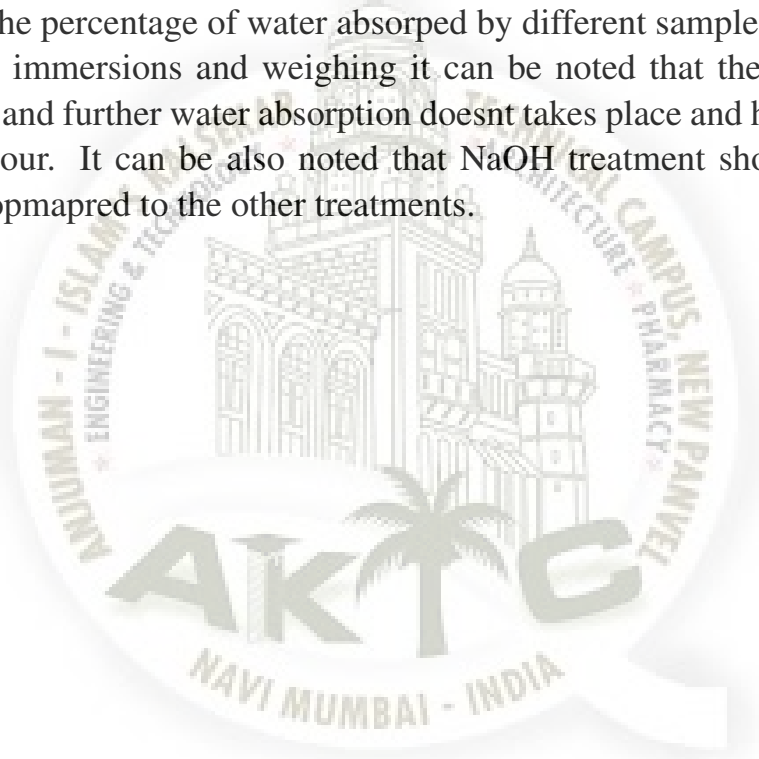 he percentage of water absorped by different sample
immersions and weighing it can be noted that the
and further water absorption doesnt takes place and h
our. It can be also noted that NaOH treatment sho
opmapred to the other treatments.
ANJUMAN - I - ISLAM KALSEKAR TECHNICAL CAMPUS, NEW PANVEL
ENGINEERING & TECHNOLOGY * ARCHITECTURE * PHARMACY *
AKTC
NAVI MUMBAI - INDIA